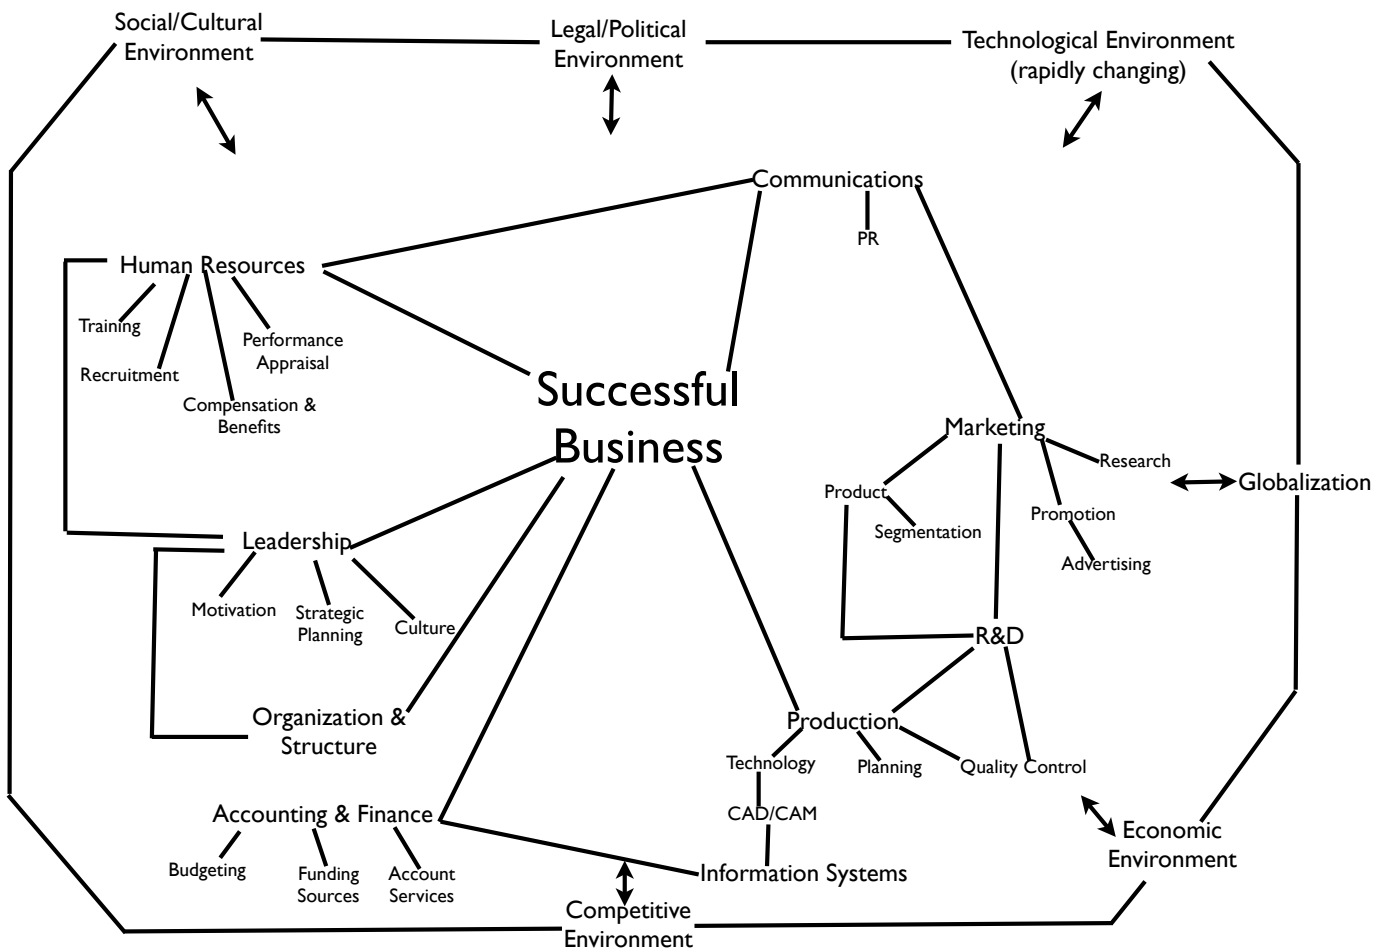 Social/Cultural
Environment
Legal/Political
Environment
Technological Environment
(rapidly changing)
Communications
PR
Human Resources
Training
Performance
Appraisal
Recruitment
Compensation &
Benefits
Successful
Business
Marketing
Research
Product
Segmentation
Promotion
Advertising
Globalization
Leadership
Motivation
Strategic
Planning
Culture
R&D
Organization &
Structure
Production
Technology
Planning
Quality Control
CAD/CAM
Accounting & Finance
Budgeting
Funding
Sources
Account
Services
Information Systems
Economic
Environment
Competitive
Environment